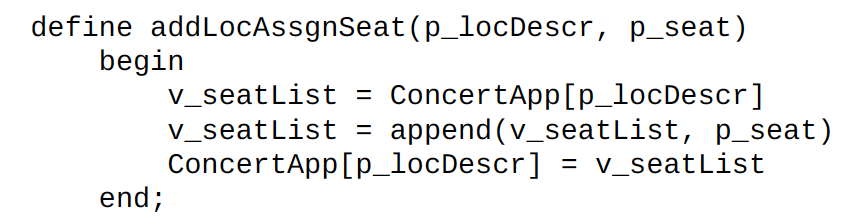 define addLocAssgnSeat(p_locDescr, p_seat)
begin
v_seatList = ConcertApp[p_locDescr]
v_seatList = append(v_seatList, p_seat)
ConcertApp[p_locDescr] = v_seatList
end;